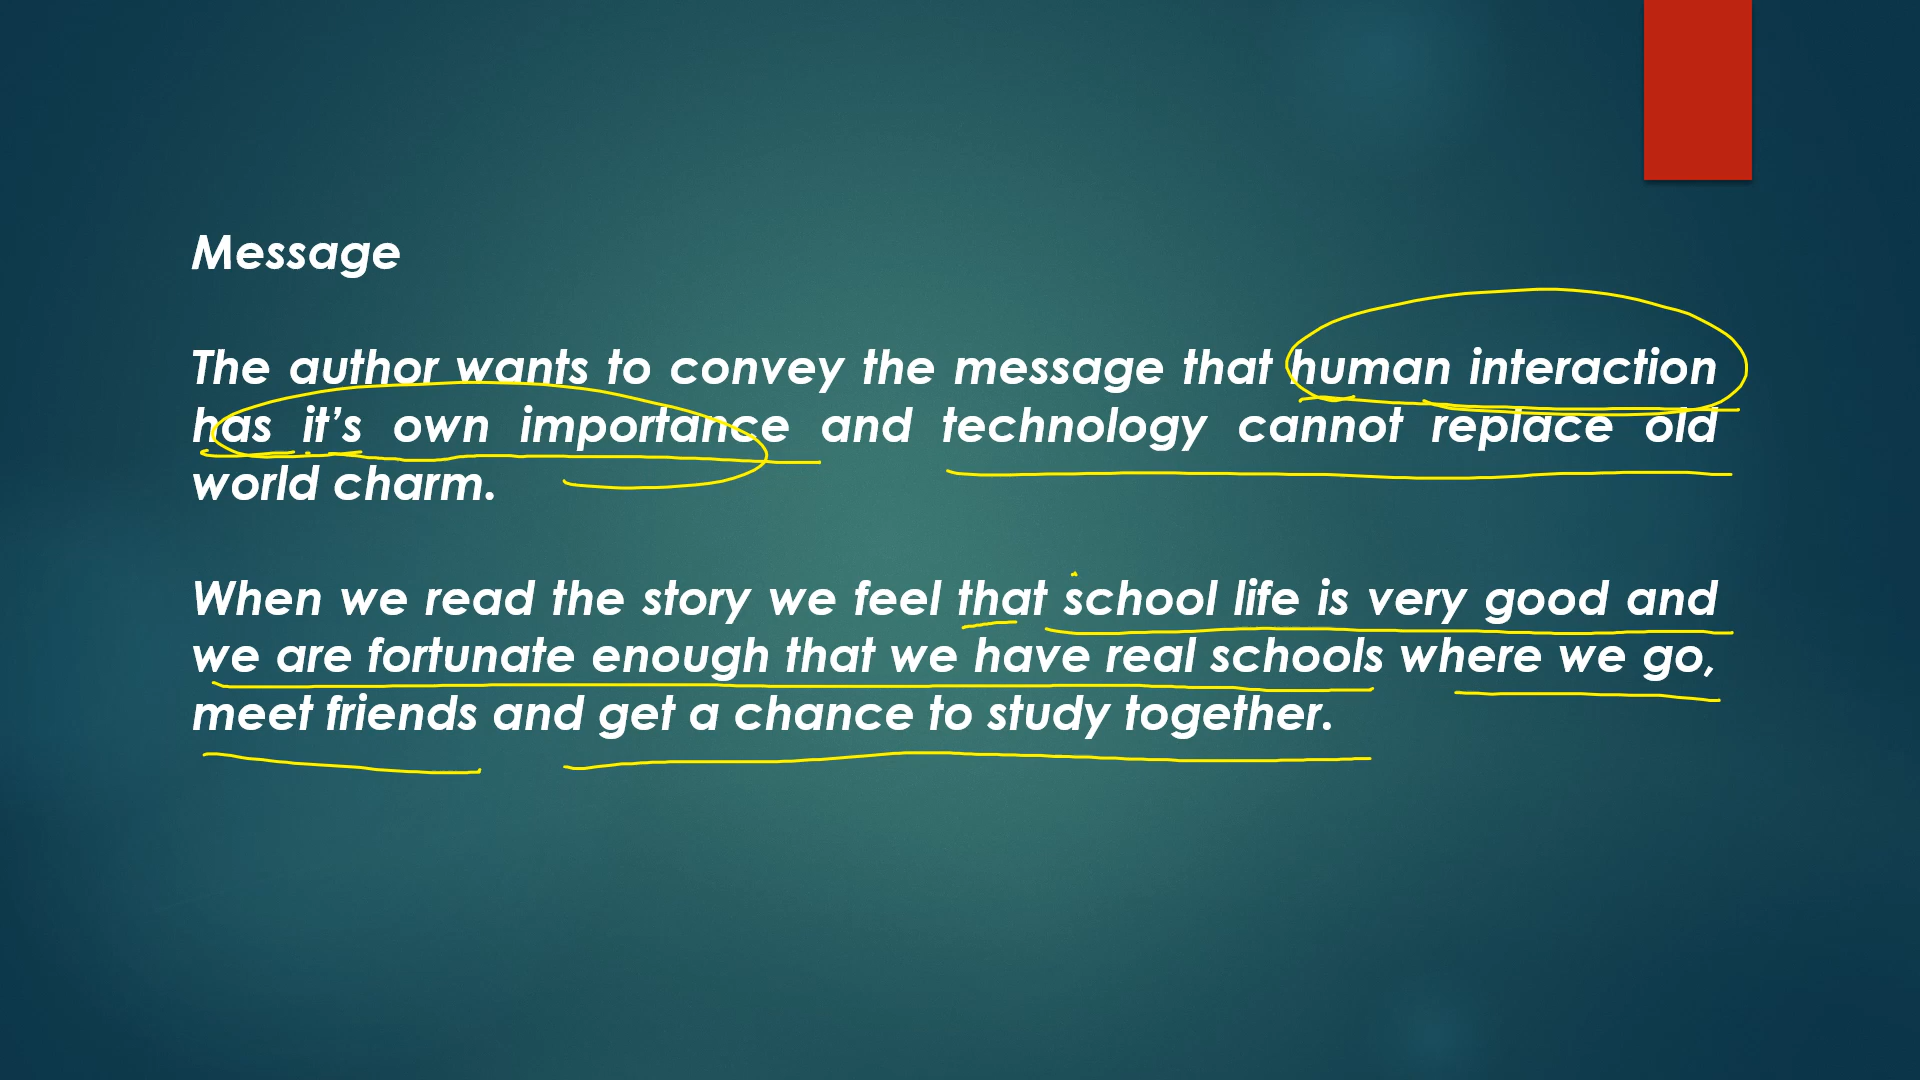 Message
The author wants to convey the message that human interaction
has it’s own importance and technology cannot replace old
world charm.
When we read the story we feel that school life is very good and
we are fortunate enough that we have real schools where we go,
meet friends and get a chance to study together.